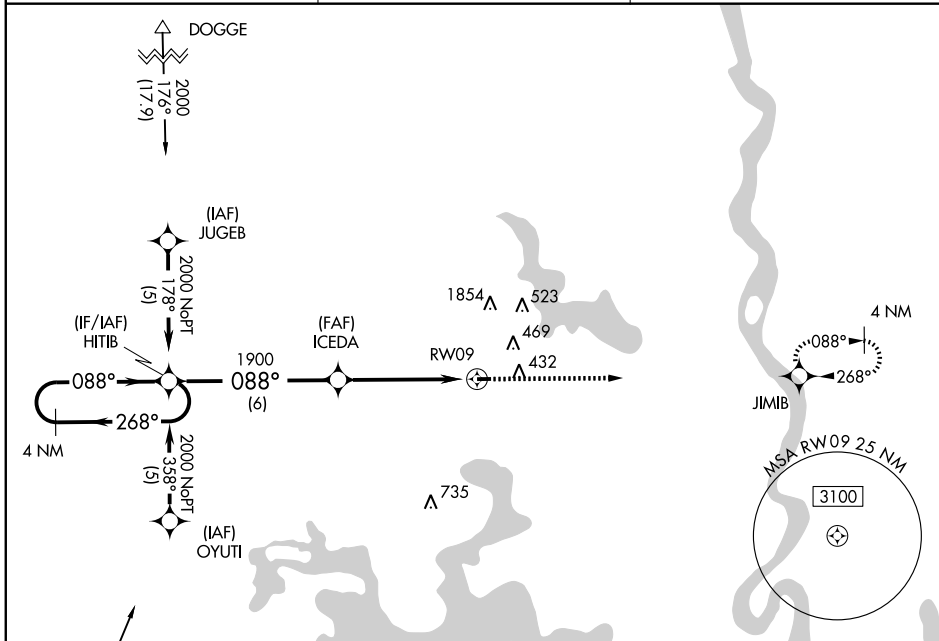 DOGGE
2000
176°
(17.9)
(IAF)
JUGEB
2000 NoPT
178°
(5)
(IF/IAF)
HITIB
(FAF)
ICEDA
1854
523
469
432
RW09
4 NM
088°
268°
JIMIB
1900
088°
(6)
088°
268°
4 NM
2000 NoPT
358°
(5)
(IAF)
OYUTI
735
MSA RW09 25 NM
3100